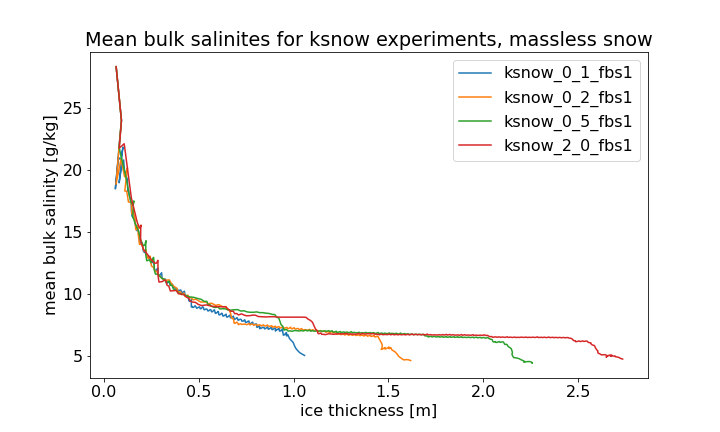 Mean bulk salinites for ksnow experiments, massless snow
ksnow_0_1_fbs1
ksnow_0_2_fbs1
ksnow_0_5_fbs1
ksnow_2_0_fbs1
mean bulk salinity [g/kg]
25
20
15
10
5
0.0 0.5 1.0 1.5 2.0 2.5
ice thickness [m]